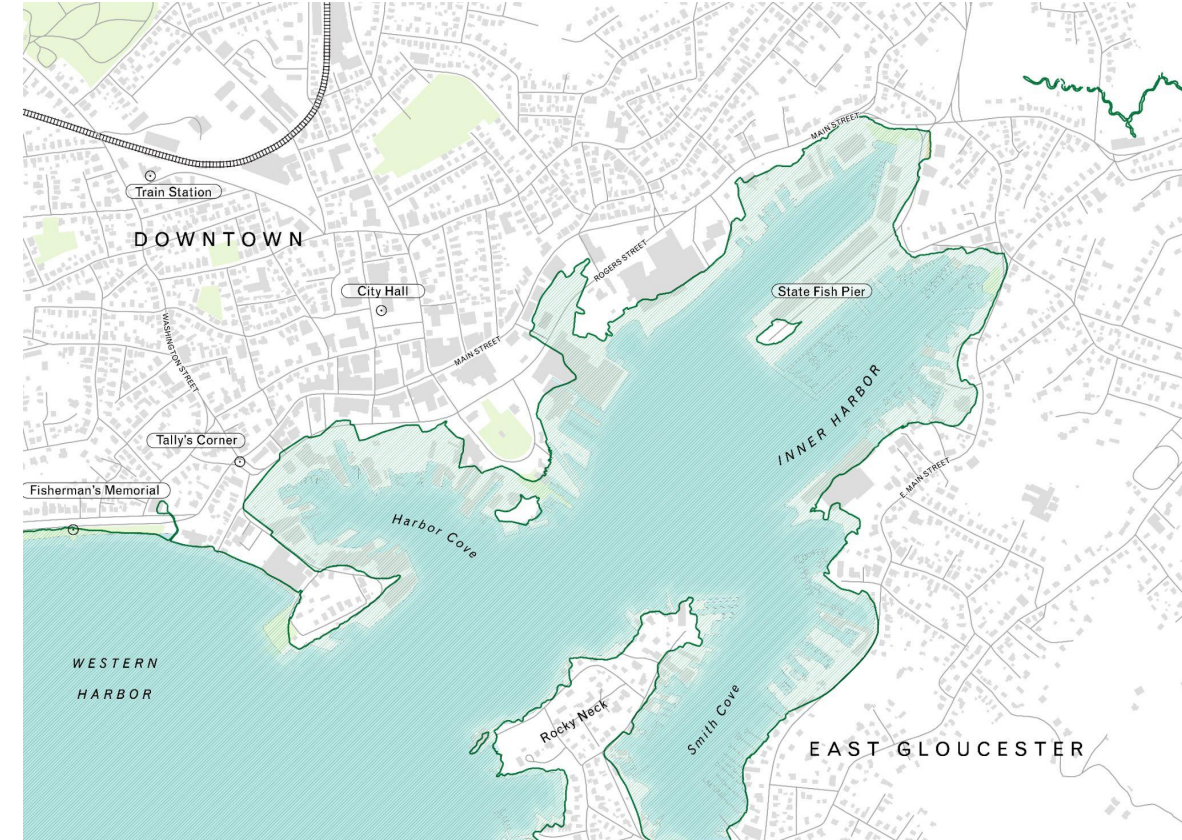 MAIN STREET
Train Station
DOWNTOWN
ROGERS STREET
City Hall
State Fish Pier
WASHINGTON STREET
MAIN STREET
INNER HARBOR
Tally's Corner
E. MAIN STREET
Fisherman's Memorial
Harbor Cove
WESTERN
HARBOR
Rocky Neck
Smith Cove
EAST GLOUCESTER